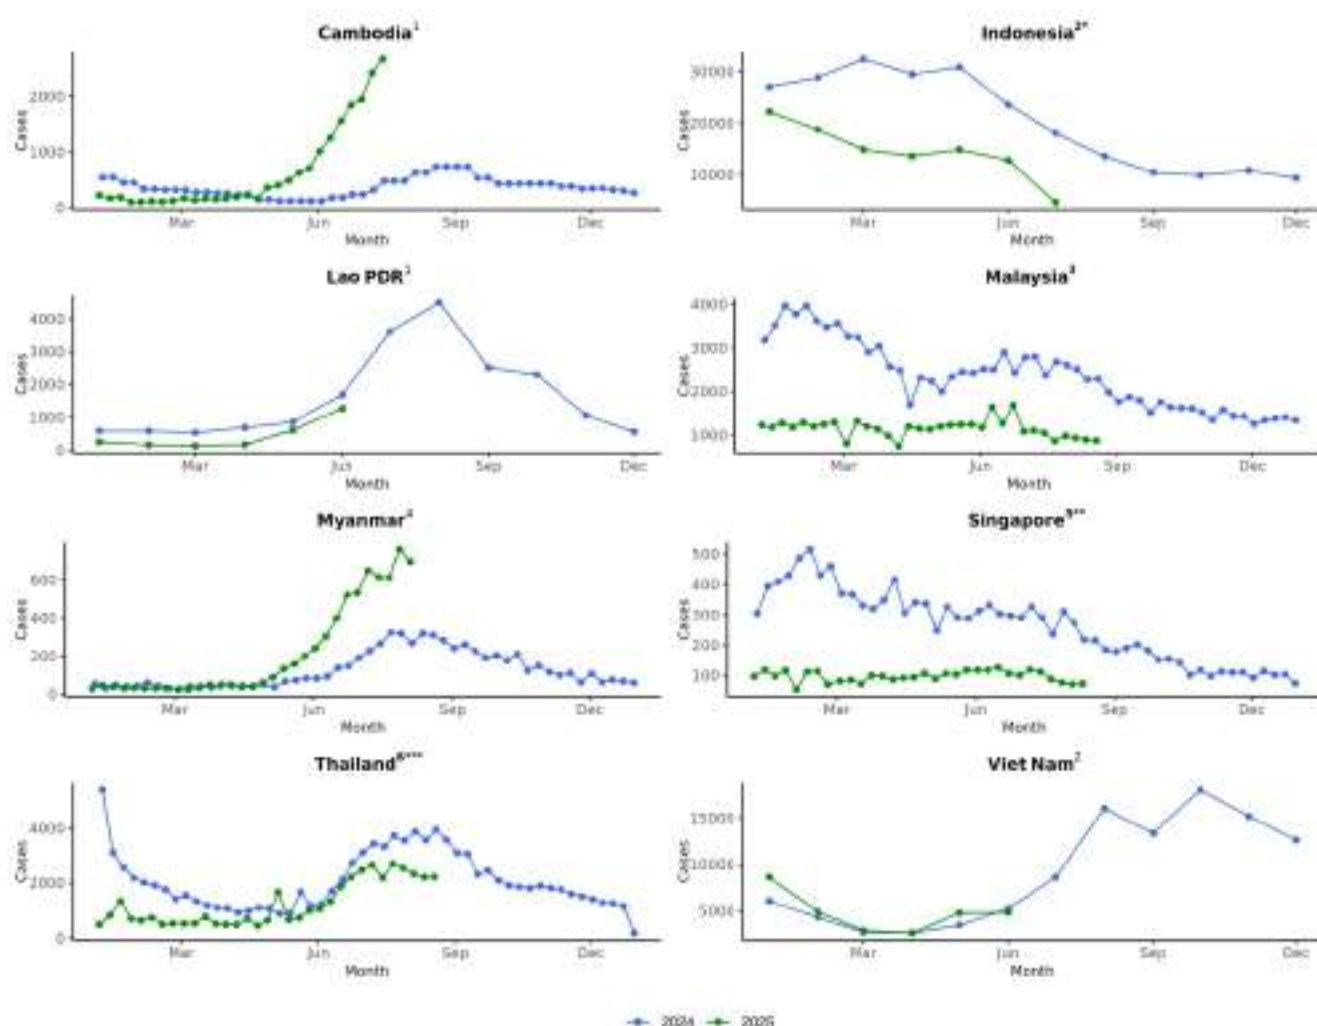 Cambodia¹
Indonesia²*
Cases
2000
1000
0
Mar Jun Sep Dec
Month
Cases
30000
20000
10000
Mar Jun Sep Dec
Month
Lao PDR
Malaysia³
Cases
4000
3000
2000
1000
0
Mar Jun Sep Dec
Month
Cases
4000
3000
2000
1000
Mar Jun Sep Dec
Month
Myanmar
Singapore⁵**
Cases
600
400
200
0
Mar Jun Sep Dec
Month
Cases
500
400
300
200
100
Mar Jun Sep Dec
Month
Thailand⁶***
Viet Nam
Cases
4000
2000
0
Mar Jun Sep Dec
Month
Cases
15000
10000
5000
Mar Jun Sep Dec
Month
2024 2025